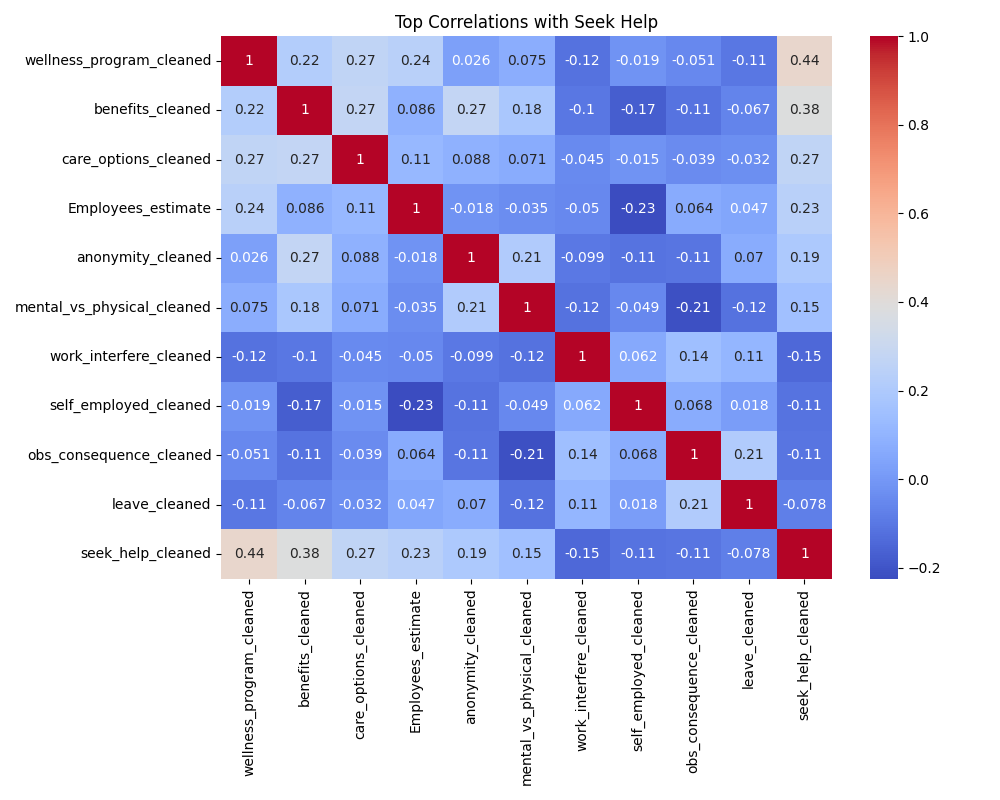 Top Correlations with Seek Help
wellness_program_cleaned 1 0.22 0.27 0.24 0.026 0.075 -0.12 -0.019 -0.051 -0.11 0.44
benefits_cleaned 0.22 1 0.27 0.086 0.27 0.18 -0.1 -0.17 -0.11 -0.067 0.38
care_options_cleaned 0.27 0.27 1 0.11 0.088 0.071 -0.045 -0.015 -0.039 -0.032 0.27
Employees_estimate 0.24 0.086 0.11 1 -0.018 -0.035 -0.05 -0.23 0.064 0.047 0.23
anonymity_cleaned 0.026 0.27 0.088 -0.018 1 0.21 -0.099 -0.11 -0.11 0.07 0.19
mental_vs_physical_cleaned 0.075 0.18 0.071 -0.035 0.21 1 -0.12 -0.049 -0.21 -0.12 0.15
work_interfere_cleaned -0.12 -0.1 -0.045 -0.05 -0.099 -0.12 1 0.062 0.14 0.11 -0.15
self_employed_cleaned -0.019 -0.17 -0.015 -0.23 -0.11 -0.049 0.062 1 0.068 0.018 -0.11
obs_consequence_cleaned -0.051 -0.11 -0.039 0.064 -0.11 -0.21 0.14 0.068 1 0.21 -0.11
leave_cleaned -0.11 -0.067 -0.032 0.047 0.07 -0.12 0.11 0.018 0.21 1 -0.078
seek_help_cleaned 0.44 0.38 0.27 0.23 0.19 0.15 -0.15 -0.11 -0.11 -0.078 1
wellness_program_cleaned
benefits_cleaned
care_options_cleaned
Employees_estimate
anonymity_cleaned
mental_vs_physical_cleaned
work_interfere_cleaned
self_employed_cleaned
obs_consequence_cleaned
leave_cleaned
seek_help_cleaned
1.0
0.8
0.6
0.4
0.2
0.0
−0.2